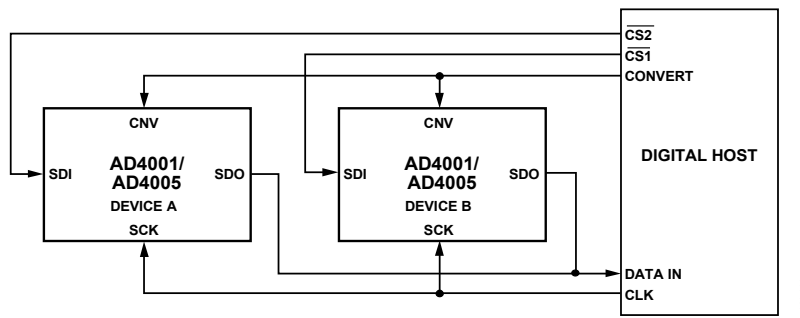 CS2
CS1
CONVERT
CNV
CNV
AD4001/
AD4005
DEVICE A
SDI
SDO
SCK
AD4001/
AD4005
DEVICE B
SDI
SDO
SCK
DIGITAL HOST
DATA IN
CLK